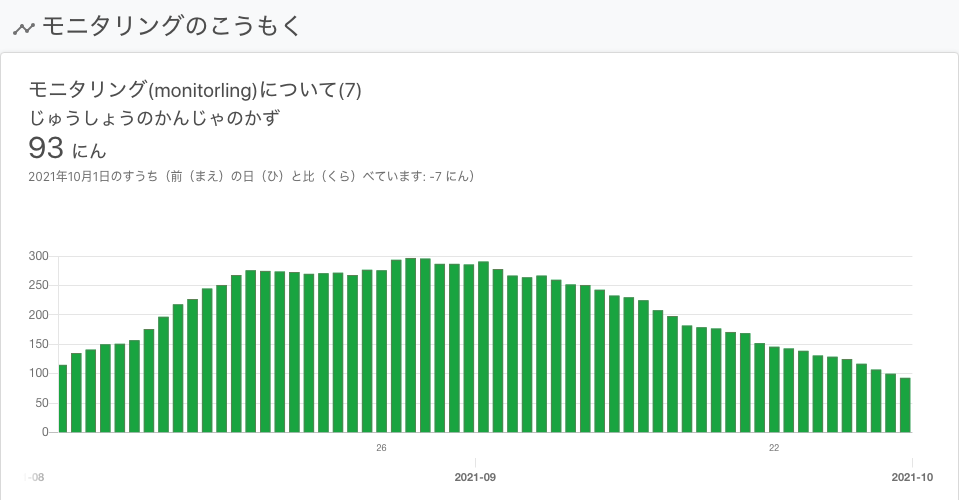 モニタリングのこうもく
モニタリング(monitorling)について(7)
じゅうしょうのかんじゃのかず
93 にん
2021年10月1日のすうち（前（まえ）の日（ひ）と比（くら）べています: -7 にん）
300
250
200
150
100
50
0
26 22
-08 2021-09 2021-10